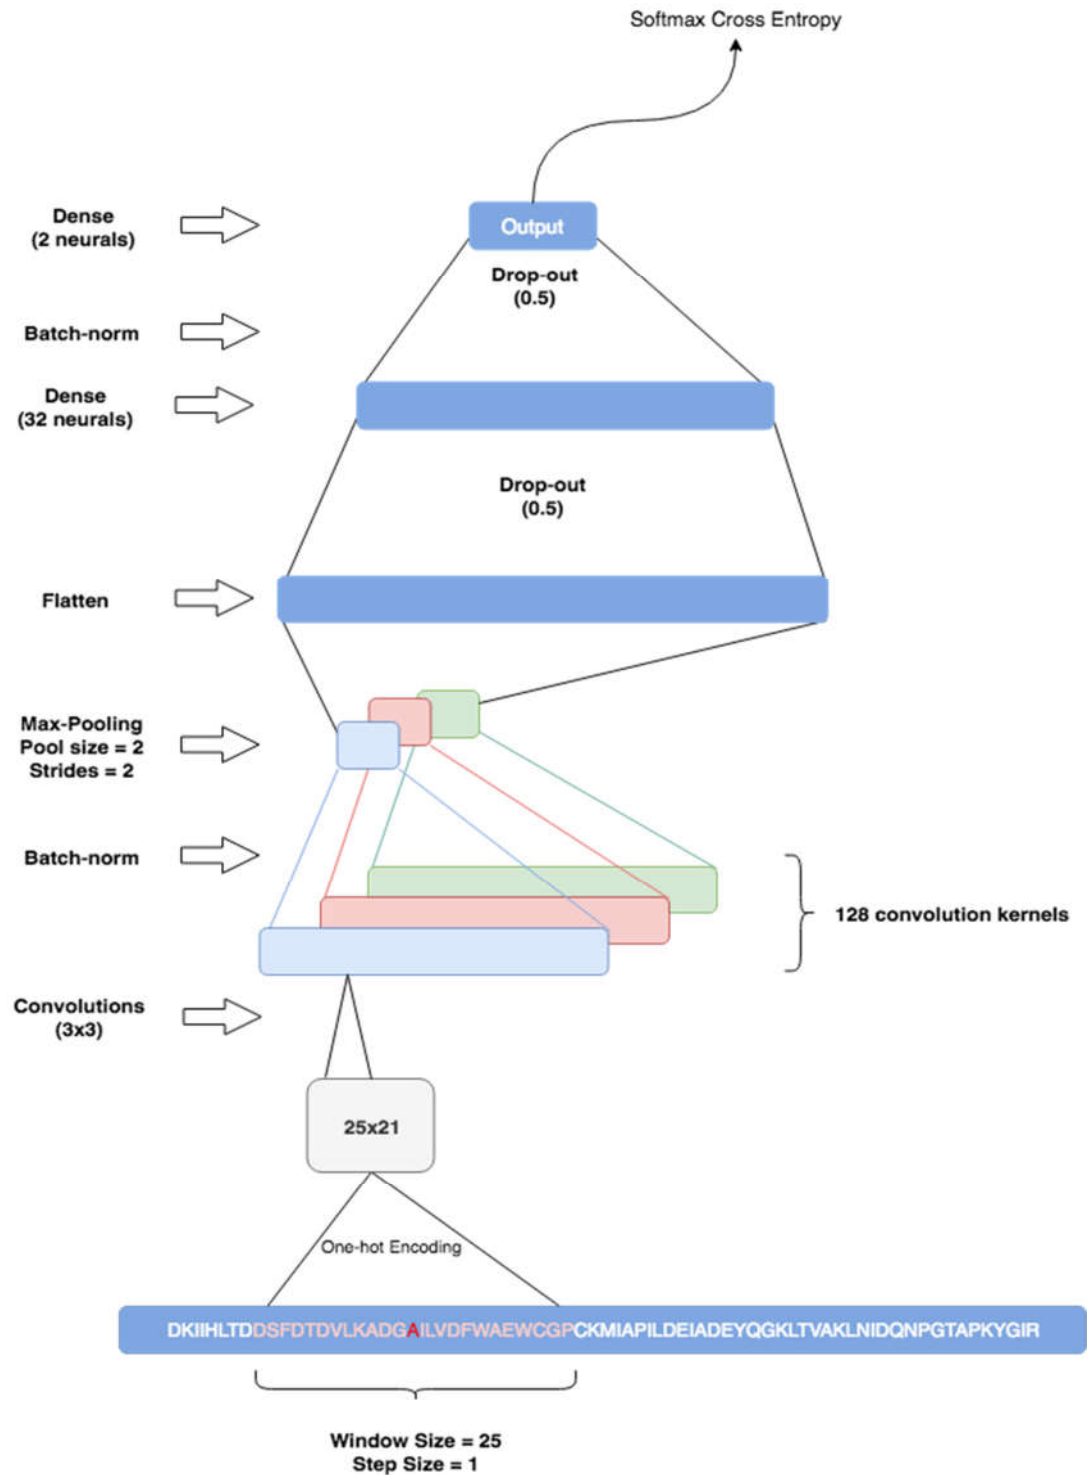 Softmax Cross Entropy
Dense
(2 neurals)
Output
Drop-out
(0.5)
Batch-norm
Dense
(32 neurals)
Drop-out
(0.5)
Flatten
Max-Pooling
Pool size = 2
Strides = 2
Batch-norm
128 convolution kernels
Convolutions
(3x3)
25x21
One-hot Encoding
DKIIHLTDDSFDTDVLKADGAILVDFWAEWCGPCKMIAPILDEIADEYQGKLTVAKLNIDQNPGTAPKYGIR
Window Size = 25
Step Size = 1